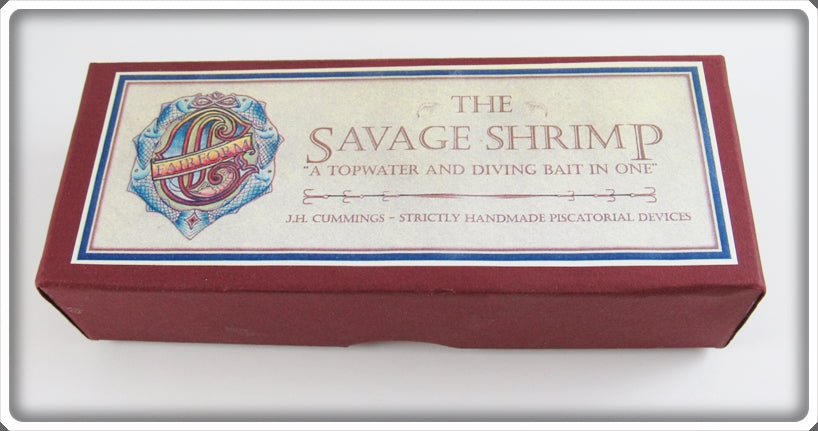 FAIRFORM
THE
SAVAGE SHRIMP
"A TOPWATER AND DIVING BAIT IN ONE"
J.H. CUMMINGS - STRICTLY HANDMADE PISCATORIAL DEVICES